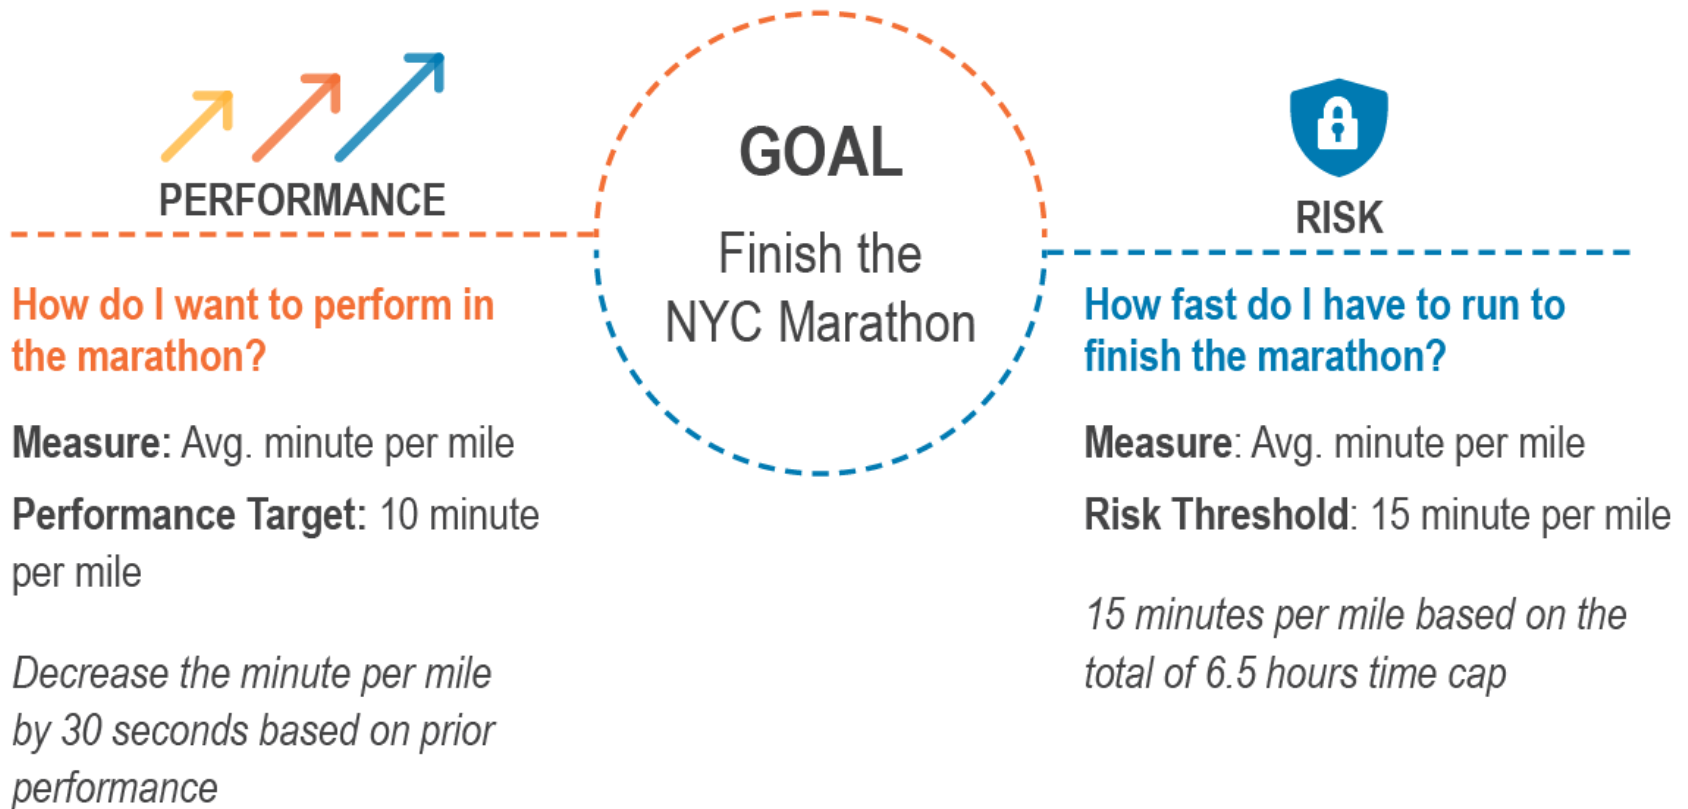 PERFORMANCE
How do I want to perform in
the marathon?
Measure: Avg. minute per mile
Performance Target: 10 minute
per mile
Decrease the minute per mile
by 30 seconds based on prior
performance
GOAL
Finish the
NYC Marathon
RISK
How fast do I have to run to
finish the marathon?
Measure: Avg. minute per mile
Risk Threshold: 15 minute per mile
15 minutes per mile based on the
total of 6.5 hours time cap